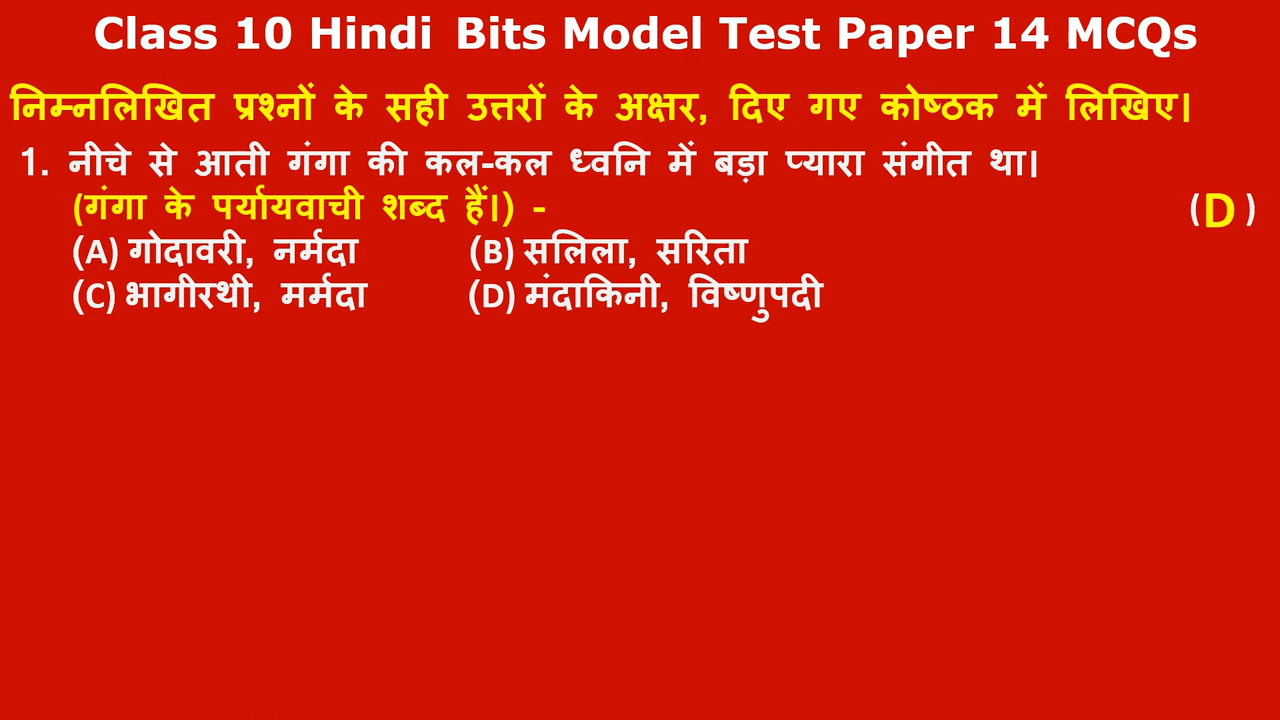 Class 10 Hindi Bits Model Test Paper 14 MCQs
निम्नलिखित प्रश्नों के सही उत्तरों के अक्षर, दिए गए कोष्ठक में लिखिए।
1. नीचे से आती गंगा की कल-कल ध्वनि में बड़ा प्यारा संगीत था।
(गंगा के पर्यायवाची शब्द हैं।) - (D)
(A) गोदावरी, नर्मदा (B) सलिला, सरिता
(C) भागीरथी, मर्मदा (D) मंदाकिनी, विष्णुपदी